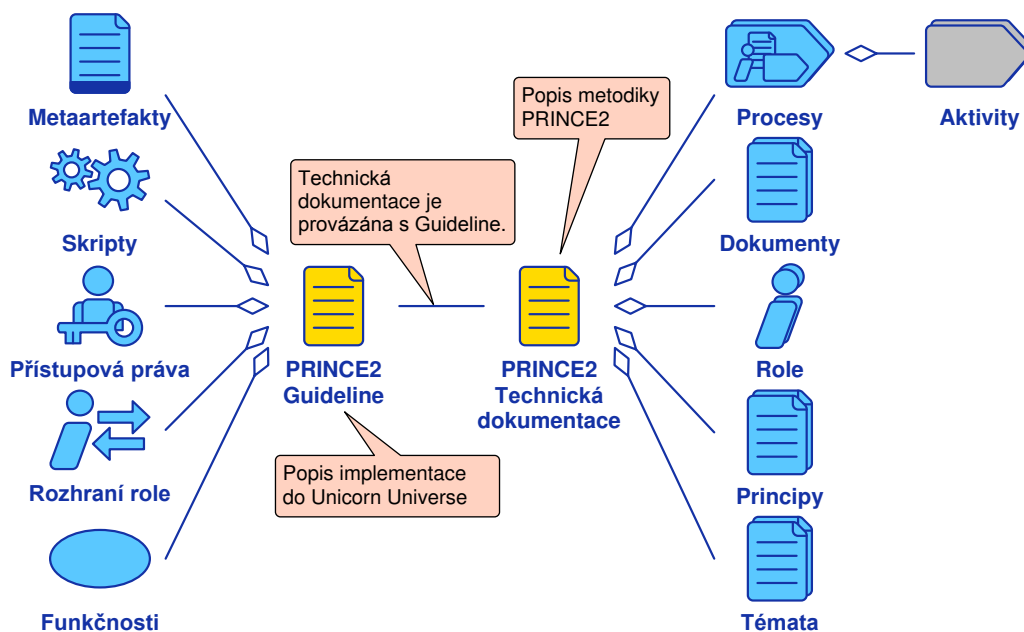 Metaartefakty
Skripty
Přístupová práva
Rozhraní role
Funkčnosti
Technická
dokumentace je
provázána s Guideline.
PRINCE2
Guideline
Popis implementace
do Unicorn Universe
Popis metodiky
PRINCE2
PRINCE2
Technická
dokumentace
Procesy
Aktivity
Dokumenty
Role
Principy
Témata